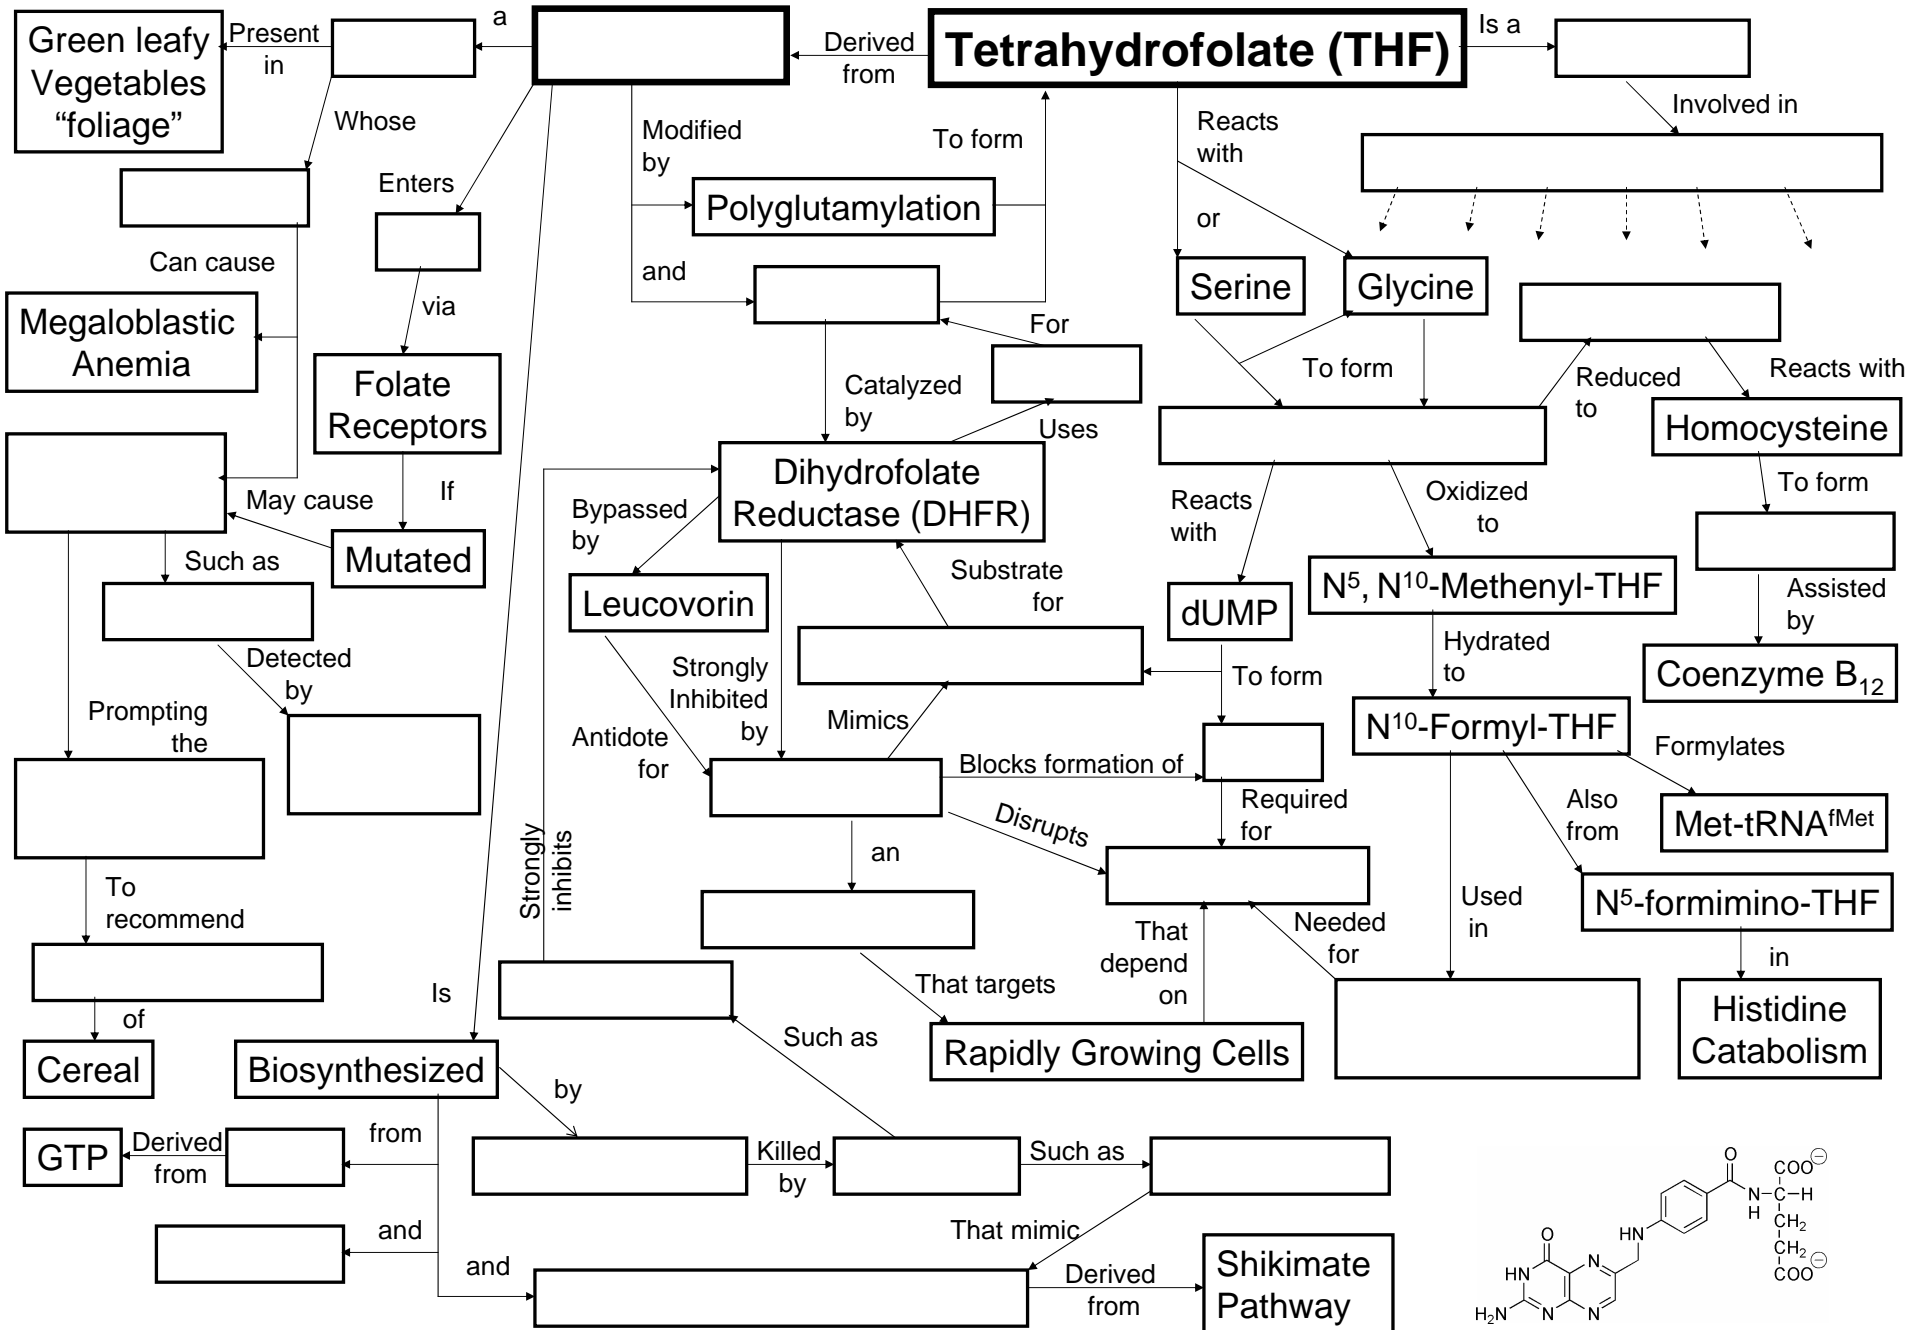 Green leafy
Vegetables
“foliage”
Present
in
a
Derived
from
Tetrahydrofolate (THF)
Is a
Involved in
Whose
Enters
Modified
by
To form
Reacts
with
Polyglutamylation
or
and
Can cause
via
Megaloblastic
Anemia
Serine
Glycine
For
Folate
Receptors
Catalyzed
by
Uses
To form
Reduced
to
Reacts with
Homocysteine
May cause
If
Mutated
Such as
Dihydrofolate
Reductase (DHFR)
Bypassed
by
Leucovorin
Substrate
for
Reacts
with
Oxidized
to
To form
dUMP
N⁵, N¹⁰-Methenyl-THF
Assisted
by
Coenzyme B₁₂
Detected
by
Strongly
Inhibited
by
Mimics
To form
Hydrated
to
N¹⁰-Formyl-THF
Prompting
the
Antidote
for
Blocks formation of
Formylates
Met-tRNAᶠᴹᵉᵗ
Also
from
Required
for
Disrupts
an
Strongly
inhibits
To
recommend
N⁵-formimino-THF
Used
in
Needed
for
That
depend
on
That targets
in
Histidine
Catabolism
Is
of
Cereal
Such as
Rapidly Growing Cells
Biosynthesized
by
from
GTP
Derived
from
Killed
by
Such as
and
and
That mimic
Derived
from
Shikimate
Pathway
O
COO⊖
N
C
H
H
CH₂
CH₂
COO⊖
HN
O
N
HN
H₂N
N
N